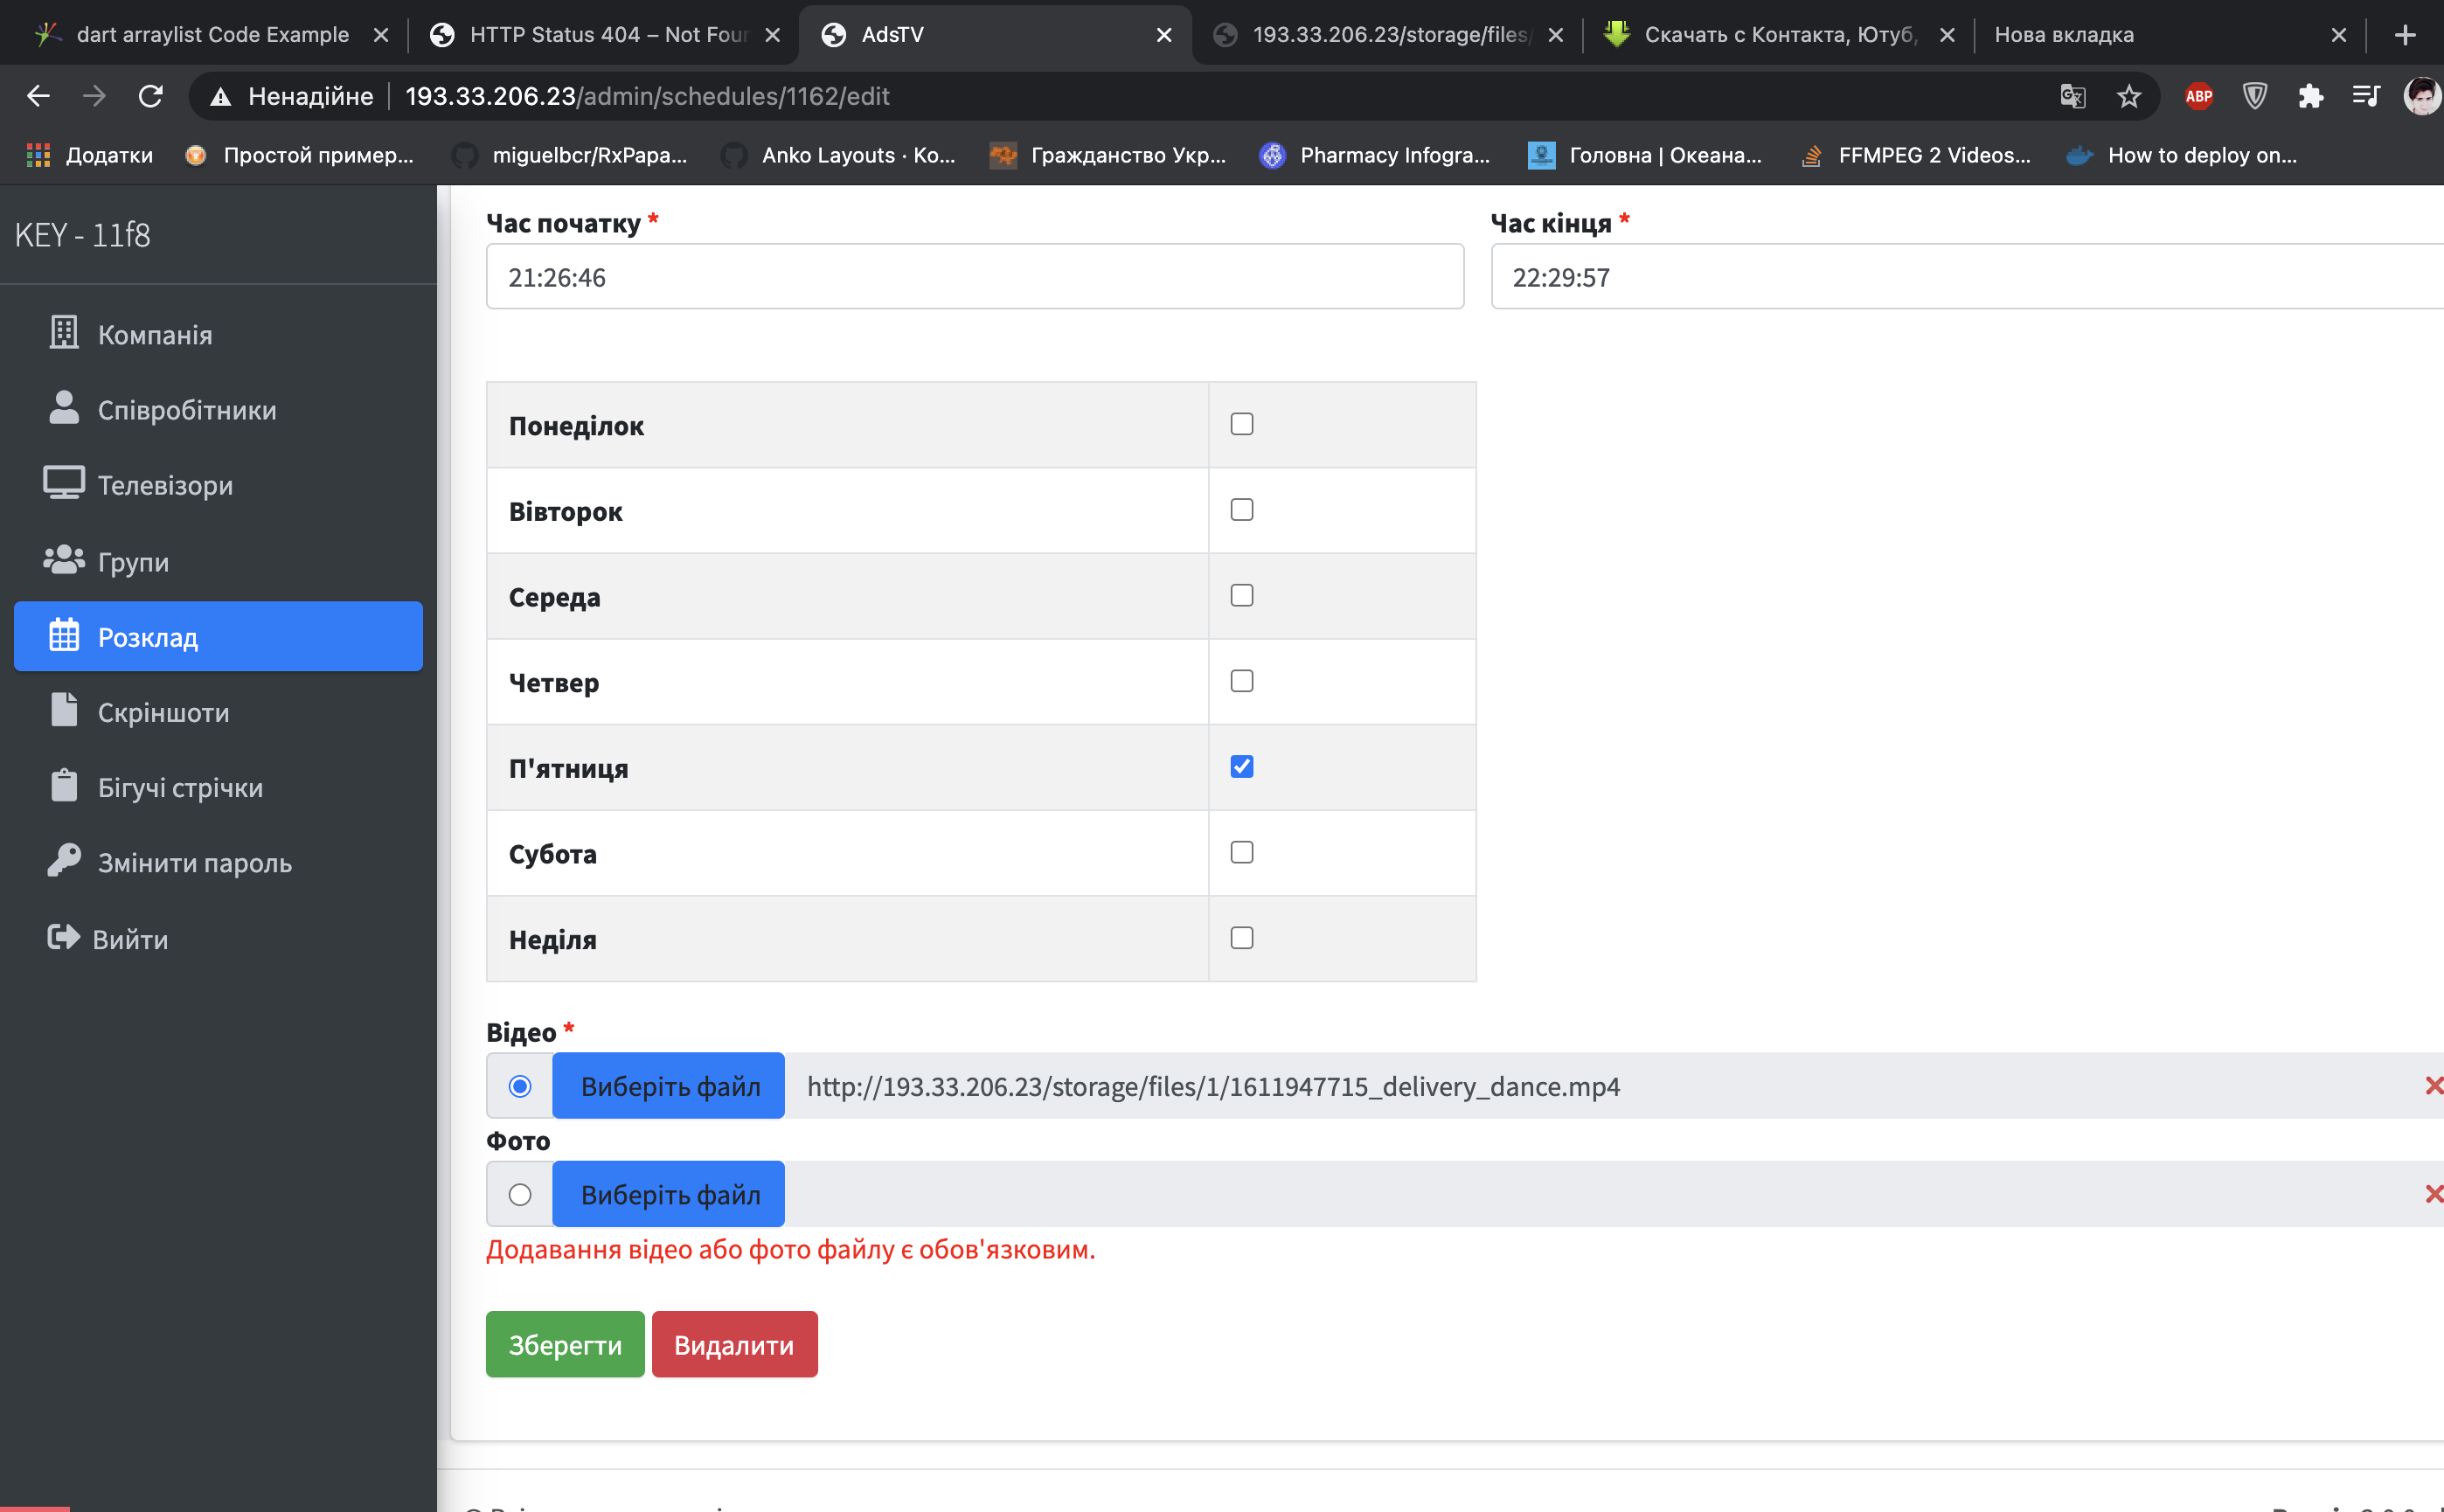 dart arraylist Code Example
HTTP Status 404 – Not Four
AdsTV
193.33.206.23/storage/files/
Скачать с Контакта, Ютуб,
Нова вкладка
Ненадійне
193.33.206.23/admin/schedules/1162/edit
ABP
Додатки
Простой пример...
miguelbcr/RxPapa...
Anko Layouts · Ko...
Гражданство Укр...
Pharmacy Infogra...
Головна | Океана...
FFMPEG 2 Videos...
How to deploy on...
KEY - 11f8
Компанія
Співробітники
Телевізори
Групи
Розклад
Скріншоти
Бігучі стрічки
Змінити пароль
Вийти
Час початку *
21:26:46
Час кінця *
22:29:57
Понеділок
Вівторок
Середа
Четвер
П'ятниця
Субота
Неділя
Відео *
Виберіть файл
http://193.33.206.23/storage/files/1/1611947715_delivery_dance.mp4
Фото
Виберіть файл
Додавання відео або фото файлу є обов'язковим.
Зберегти
Видалити